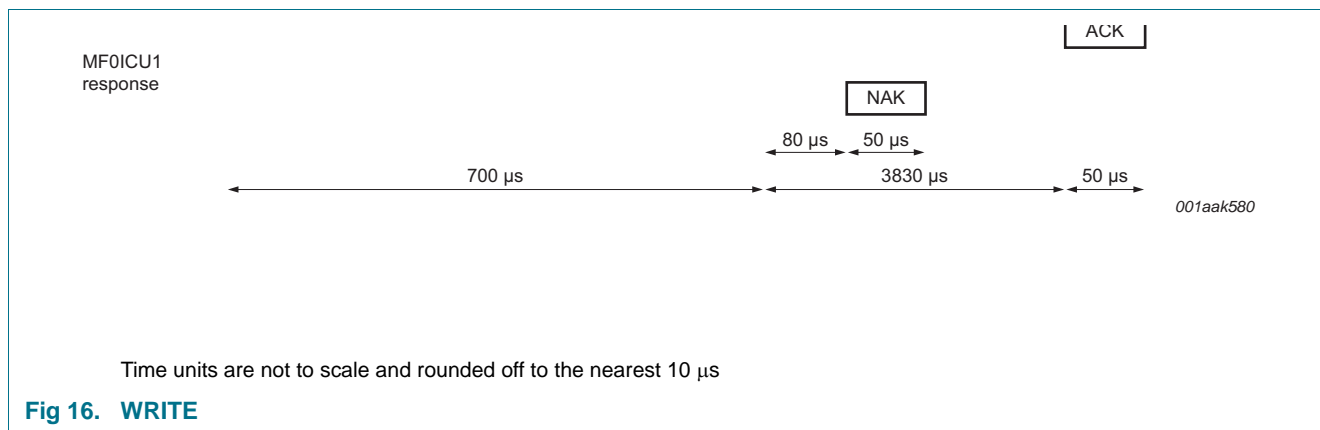 ACK
MF0ICU1
response
NAK
80 μs 50 μs
700 μs 3830 μs 50 μs
001aak580
Time units are not to scale and rounded off to the nearest 10 μs
Fig 16. WRITE